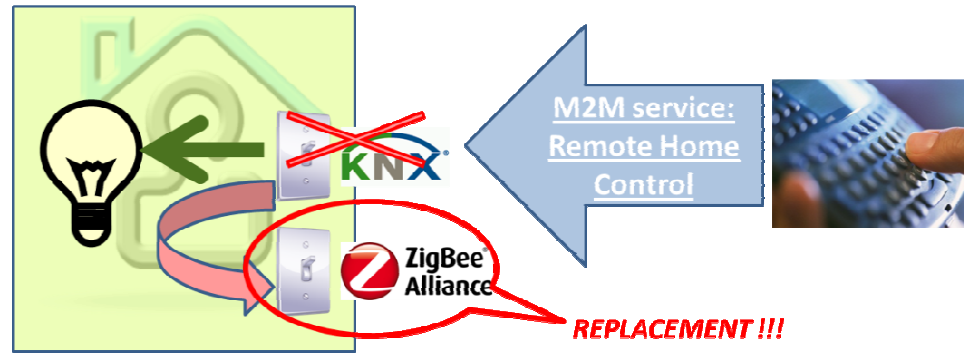 M2M service:
Remote Home
Control
KNX
ZigBee
Alliance
REPLACEMENT !!!